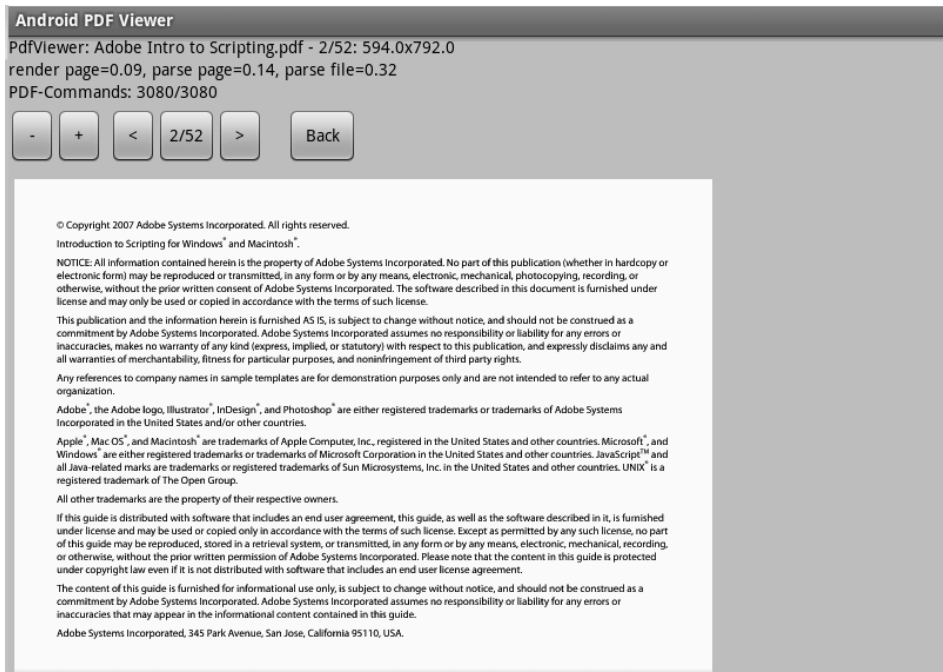 Android PDF Viewer
PdfViewer: Adobe Intro to Scripting.pdf - 2/52: 594.0x792.0
render page=0.09, parse page=0.14, parse file=0.32
PDF-Commands: 3080/3080
- + < 2/52 > Back
© Copyright 2007 Adobe Systems Incorporated. All rights reserved.
Introduction to Scripting for Windows® and Macintosh®.
NOTICE: All information contained herein is the property of Adobe Systems Incorporated. No part of this publication (whether in hardcopy or
electronic form) may be reproduced or transmitted, in any form or by any means, electronic, mechanical, photocopying, recording, or
otherwise, without the prior written consent of Adobe Systems Incorporated. The software described in this document is furnished under
license and may only be used or copied in accordance with the terms of such license.
This publication and the information herein is furnished AS IS, is subject to change without notice, and should not be construed as a
commitment by Adobe Systems Incorporated. Adobe Systems Incorporated assumes no responsibility or liability for any errors or
inaccuracies, makes no warranty of any kind (express, implied, or statutory) with respect to this publication, and expressly disclaims any and
all warranties of merchantability, fitness for particular purposes, and noninfringement of third party rights.
Any references to company names in sample templates are for demonstration purposes only and are not intended to refer to any actual
organization.
Adobe®, the Adobe logo, Illustrator®, InDesign®, and Photoshop® are either registered trademarks or trademarks of Adobe Systems
Incorporated in the United States and/or other countries.
Apple®, Mac OS®, and Macintosh® are trademarks of Apple Computer, Inc., registered in the United States and other countries. Microsoft®, and
Windows® are either registered trademarks or trademarks of Microsoft Corporation in the United States and other countries. JavaScript™ and
all Java-related marks are trademarks or registered trademarks of Sun Microsystems, Inc. in the United States and other countries. UNIX® is a
registered trademark of The Open Group.
All other trademarks are the property of their respective owners.
If this guide is distributed with software that includes an end user agreement, this guide, as well as the software described in it, is furnished
under license and may be used or copied only in accordance with the terms of such license. Except as permitted by any such license, no part
of this guide may be reproduced, stored in a retrieval system, or transmitted, in any form or by any means, electronic, mechanical, recording,
or otherwise, without the prior written permission of Adobe Systems Incorporated. Please note that the content in this guide is protected
under copyright law even if it is not distributed with software that includes an end user license agreement.
The content of this guide is furnished for informational use only, is subject to change without notice, and should not be construed as a
commitment by Adobe Systems Incorporated. Adobe Systems Incorporated assumes no responsibility or liability for any errors or
inaccuracies that may appear in the informational content contained in this guide.
Adobe Systems Incorporated, 345 Park Avenue, San Jose, California 95110, USA.